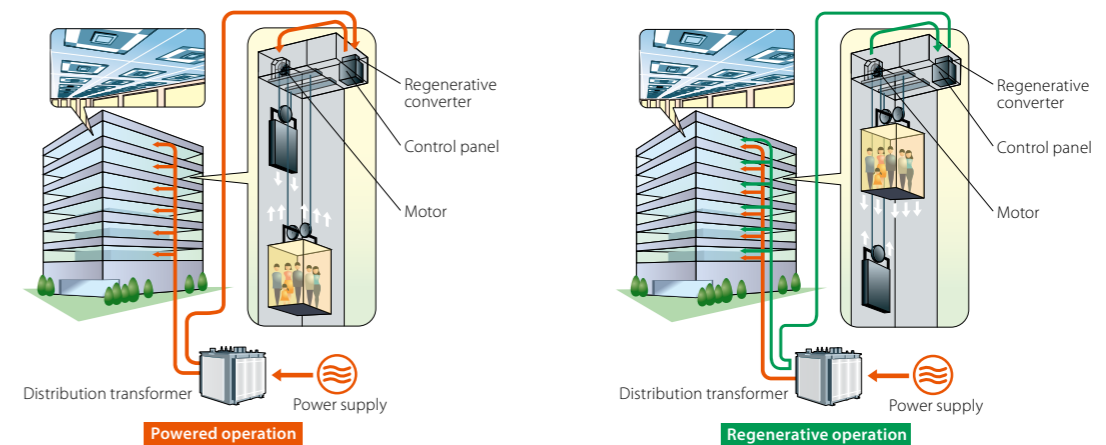 Regenerative
converter
Control panel
Motor
Distribution transformer
Power supply
Powered operation
Regenerative
converter
Control panel
Motor
Distribution transformer
Power supply
Regenerative operation